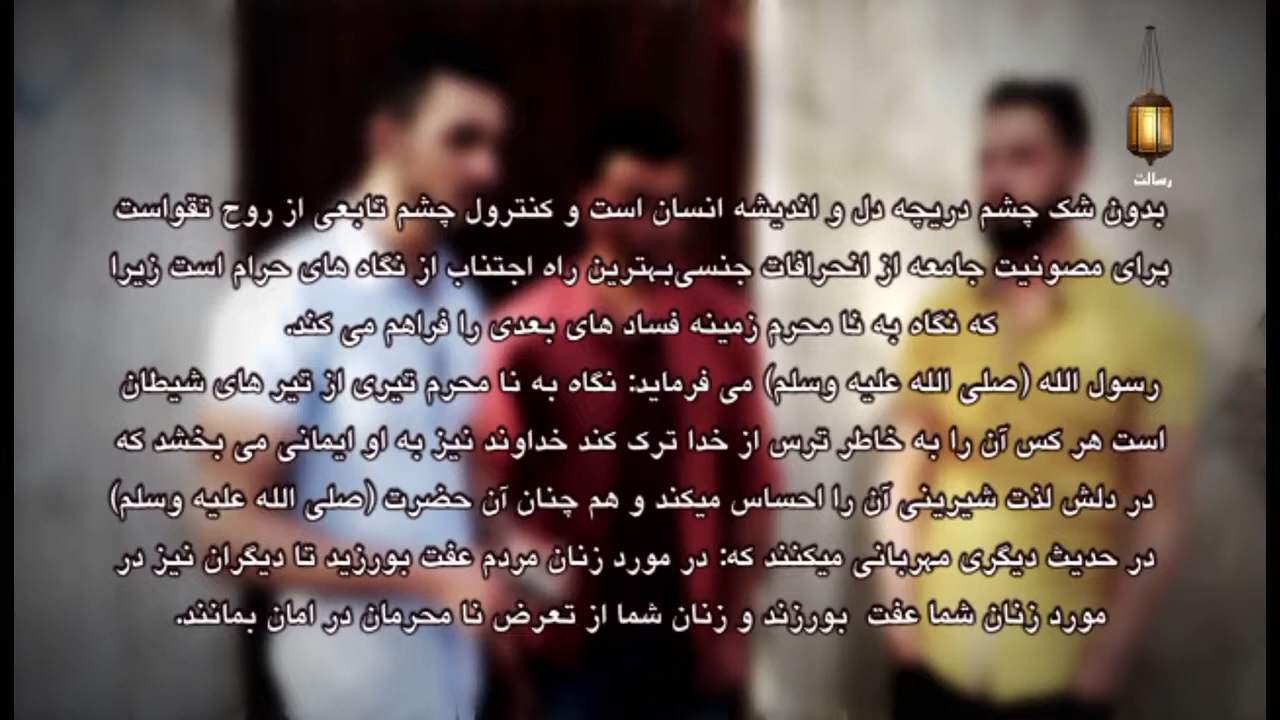 رسالت
بدون شک چشم دریچه دل و اندیشه انسان است و کنترول چشم تابعی از روح تقواست
برای مصونیت جامعه از انحرافات جنسی‌بهترین راه اجتناب از نگاه های حرام است زیرا
که نگاه به نا محرم زمینه فساد های بعدی را فراهم می کند.
رسول الله (صلی الله علیه وسلم) می فرماید: نگاه به نا محرم تیری از تیر های شیطان
است هر کس آن را به خاطر ترس از خدا ترک کند خداوند نیز به او ایمانی می بخشد که
در دلش لذت شیرینی آن را احساس میکند و هم چنان آن حضرت (صلی الله علیه وسلم)
در حدیث دیگری مهربانی میکنند که: در مورد زنان مردم عفت بورزید تا دیگران نیز در
مورد زنان شما عفت بورزند و زنان شما از تعرض نا محرمان در امان بمانند.